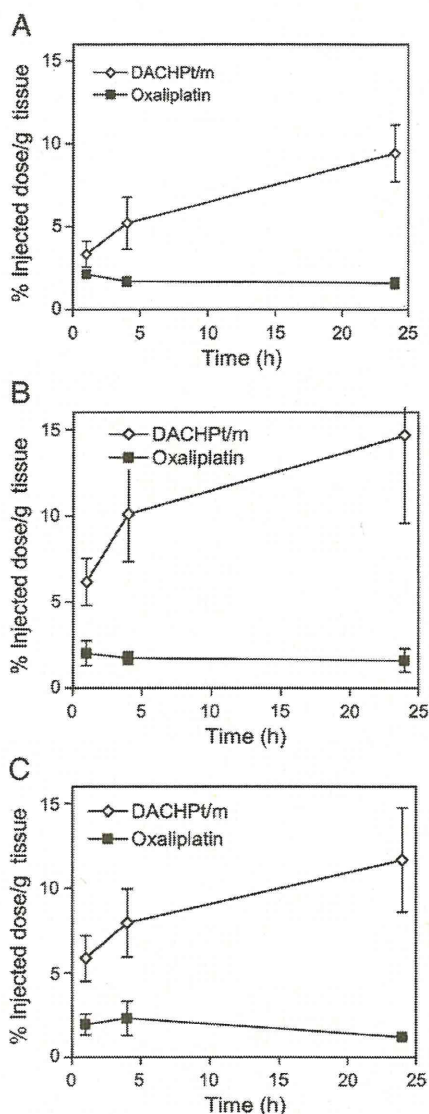 A
% Injected dose/g tissue
15
10
5
0
DACHPt/m
Oxaliplatin
0 5 10 15 20 25
Time (h)
B
% Injected dose/g tissue
15
10
5
0
DACHPt/m
Oxaliplatin
0 5 10 15 20 25
Time (h)
C
% Injected dose/g tissue
15
10
5
0
DACHPt/m
Oxaliplatin
0 5 10 15 20 25
Time (h)